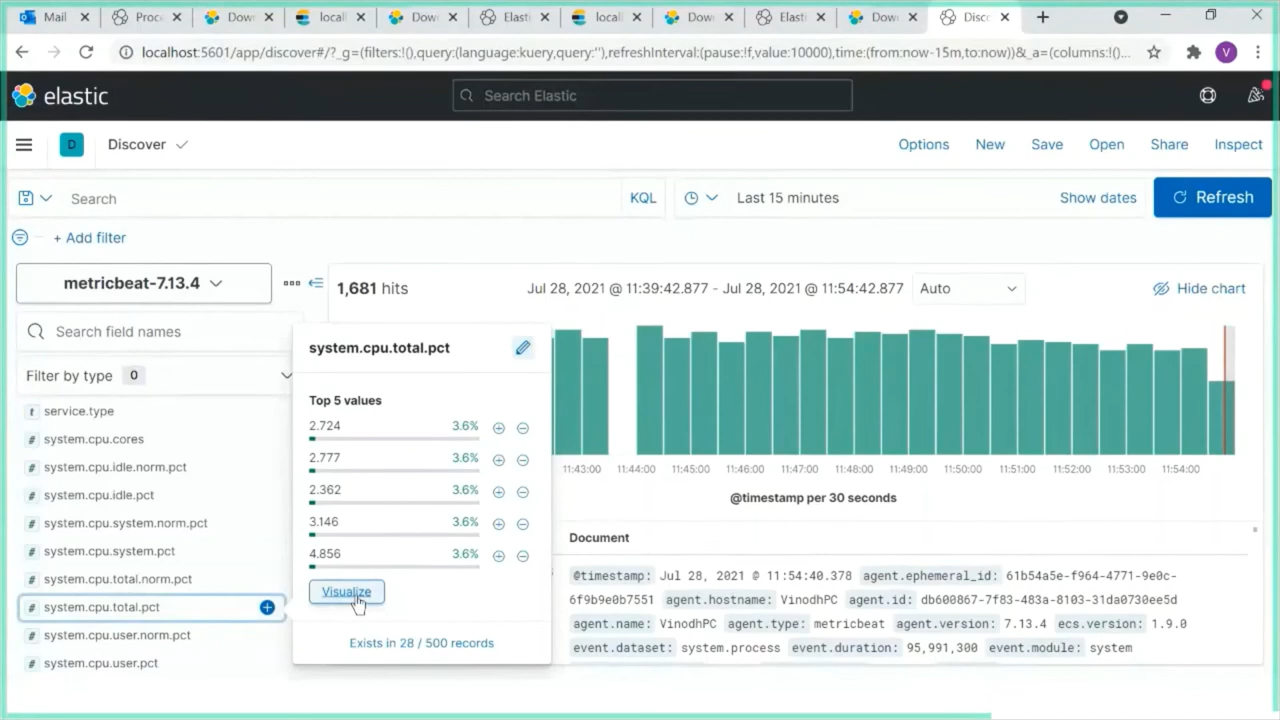 Mail
Proc
Down
locall
Down
Elasti
locall
Down
Elasti
Down
Disco
localhost:5601/app/discover#/?_g=(filters:!(),query:(language:kuery,query:''),refreshInterval:(pause:!f,value:10000),time:(from:now-15m,to:now))&_a=(columns:!()...
V
elastic
Search Elastic
D
Discover
Options
New
Save
Open
Share
Inspect
Search
KQL
Last 15 minutes
Show dates
Refresh
+ Add filter
metricbeat-7.13.4
1,681 hits
Jul 28, 2021 @ 11:39:42.877 - Jul 28, 2021 @ 11:54:42.877
Auto
Hide chart
Search field names
Filter by type 0
t service.type
# system.cpu.cores
# system.cpu.idle.norm.pct
# system.cpu.idle.pct
# system.cpu.system.norm.pct
# system.cpu.system.pct
# system.cpu.total.norm.pct
# system.cpu.total.pct
# system.cpu.user.norm.pct
# system.cpu.user.pct
system.cpu.total.pct
Top 5 values
2.724 3.6%
2.777 3.6%
2.362 3.6%
3.146 3.6%
4.856 3.6%
Visualize
Exists in 28 / 500 records
11:43:00 11:44:00 11:45:00 11:46:00 11:47:00 11:48:00 11:49:00 11:50:00 11:51:00 11:52:00 11:53:00 11:54:00
@timestamp per 30 seconds
Document
@timestamp: Jul 28, 2021 @ 11:54:40.378 agent.ephemeral_id: 61b54a5e-f964-4771-9e0c-
6f9b9e0b7551 agent.hostname: VinodhPC agent.id: db600867-7f83-483a-8103-31da0730ee5d
agent.name: VinodhPC agent.type: metricbeat agent.version: 7.13.4 ecs.version: 1.9.0
event.dataset: system.process event.duration: 95,991,300 event.module: system